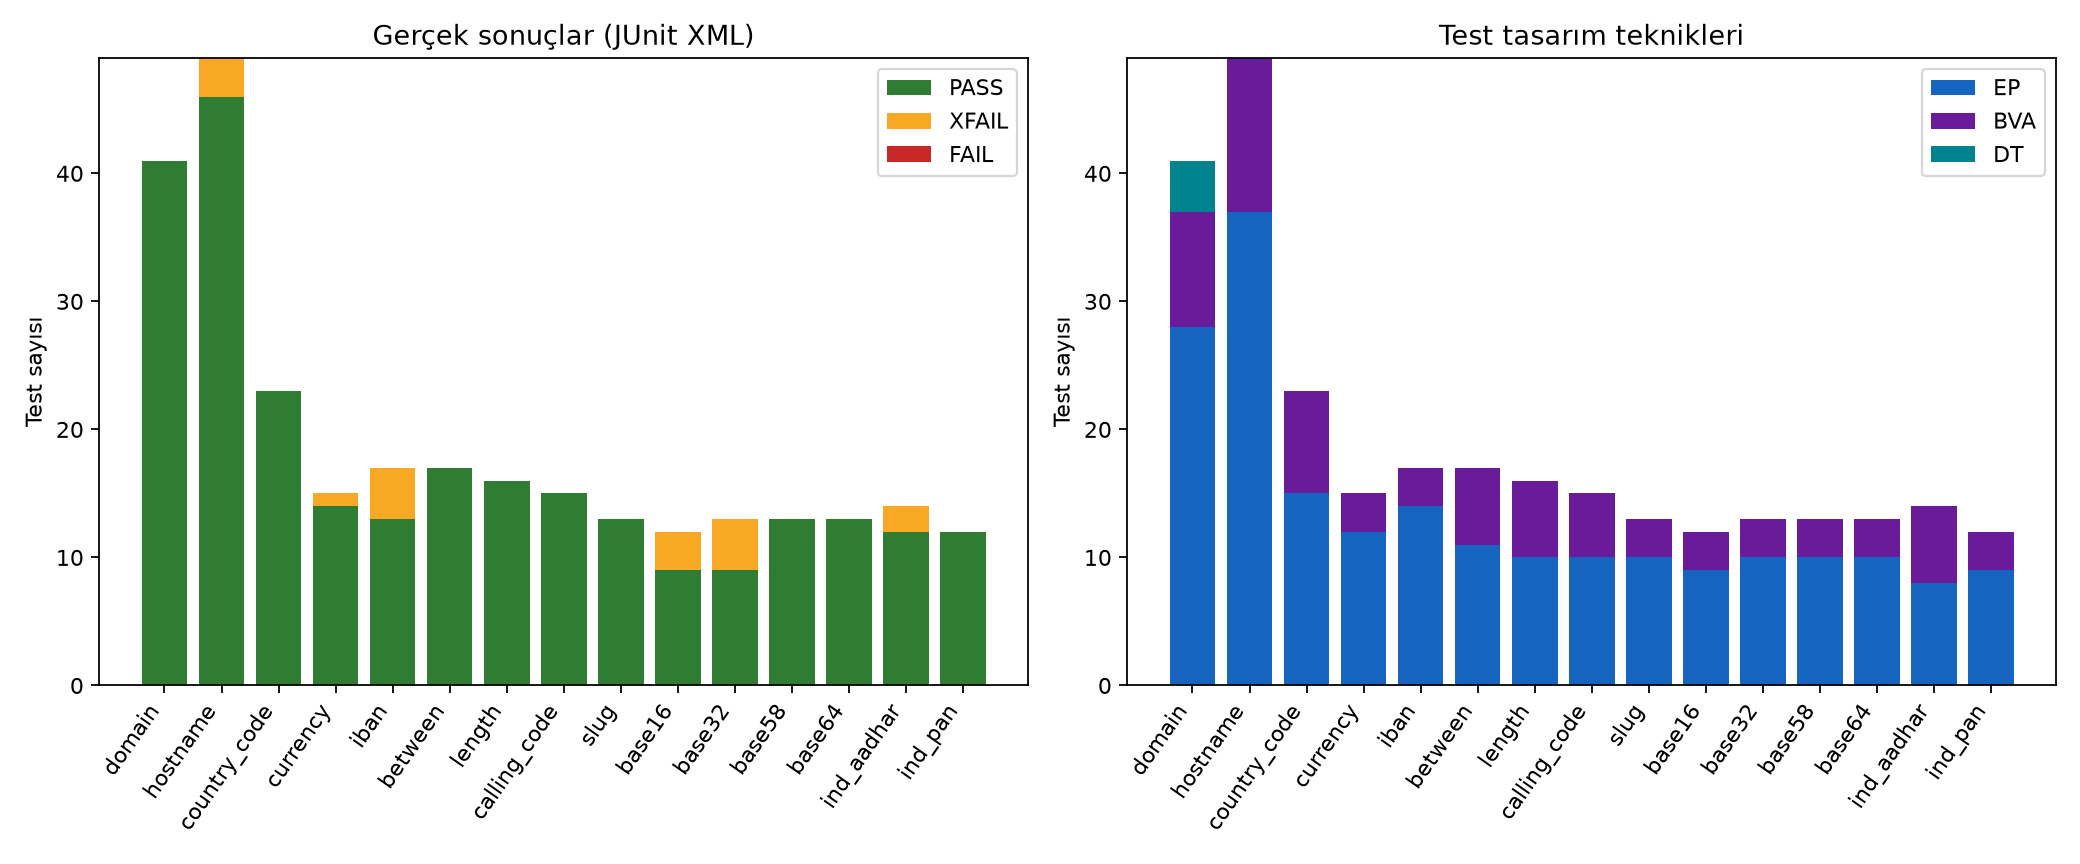 Gerçek sonuçlar (JUnit XML)
PASS
XFAIL
FAIL
Test sayısı
40
30
20
10
0
domain
hostname
country_code
currency
iban
between
length
calling_code
slug
base16
base32
base58
base64
ind_aadhar
ind_pan
Test tasarım teknikleri
EP
BVA
DT
Test sayısı
40
30
20
10
0
domain
hostname
country_code
currency
iban
between
length
calling_code
slug
base16
base32
base58
base64
ind_aadhar
ind_pan